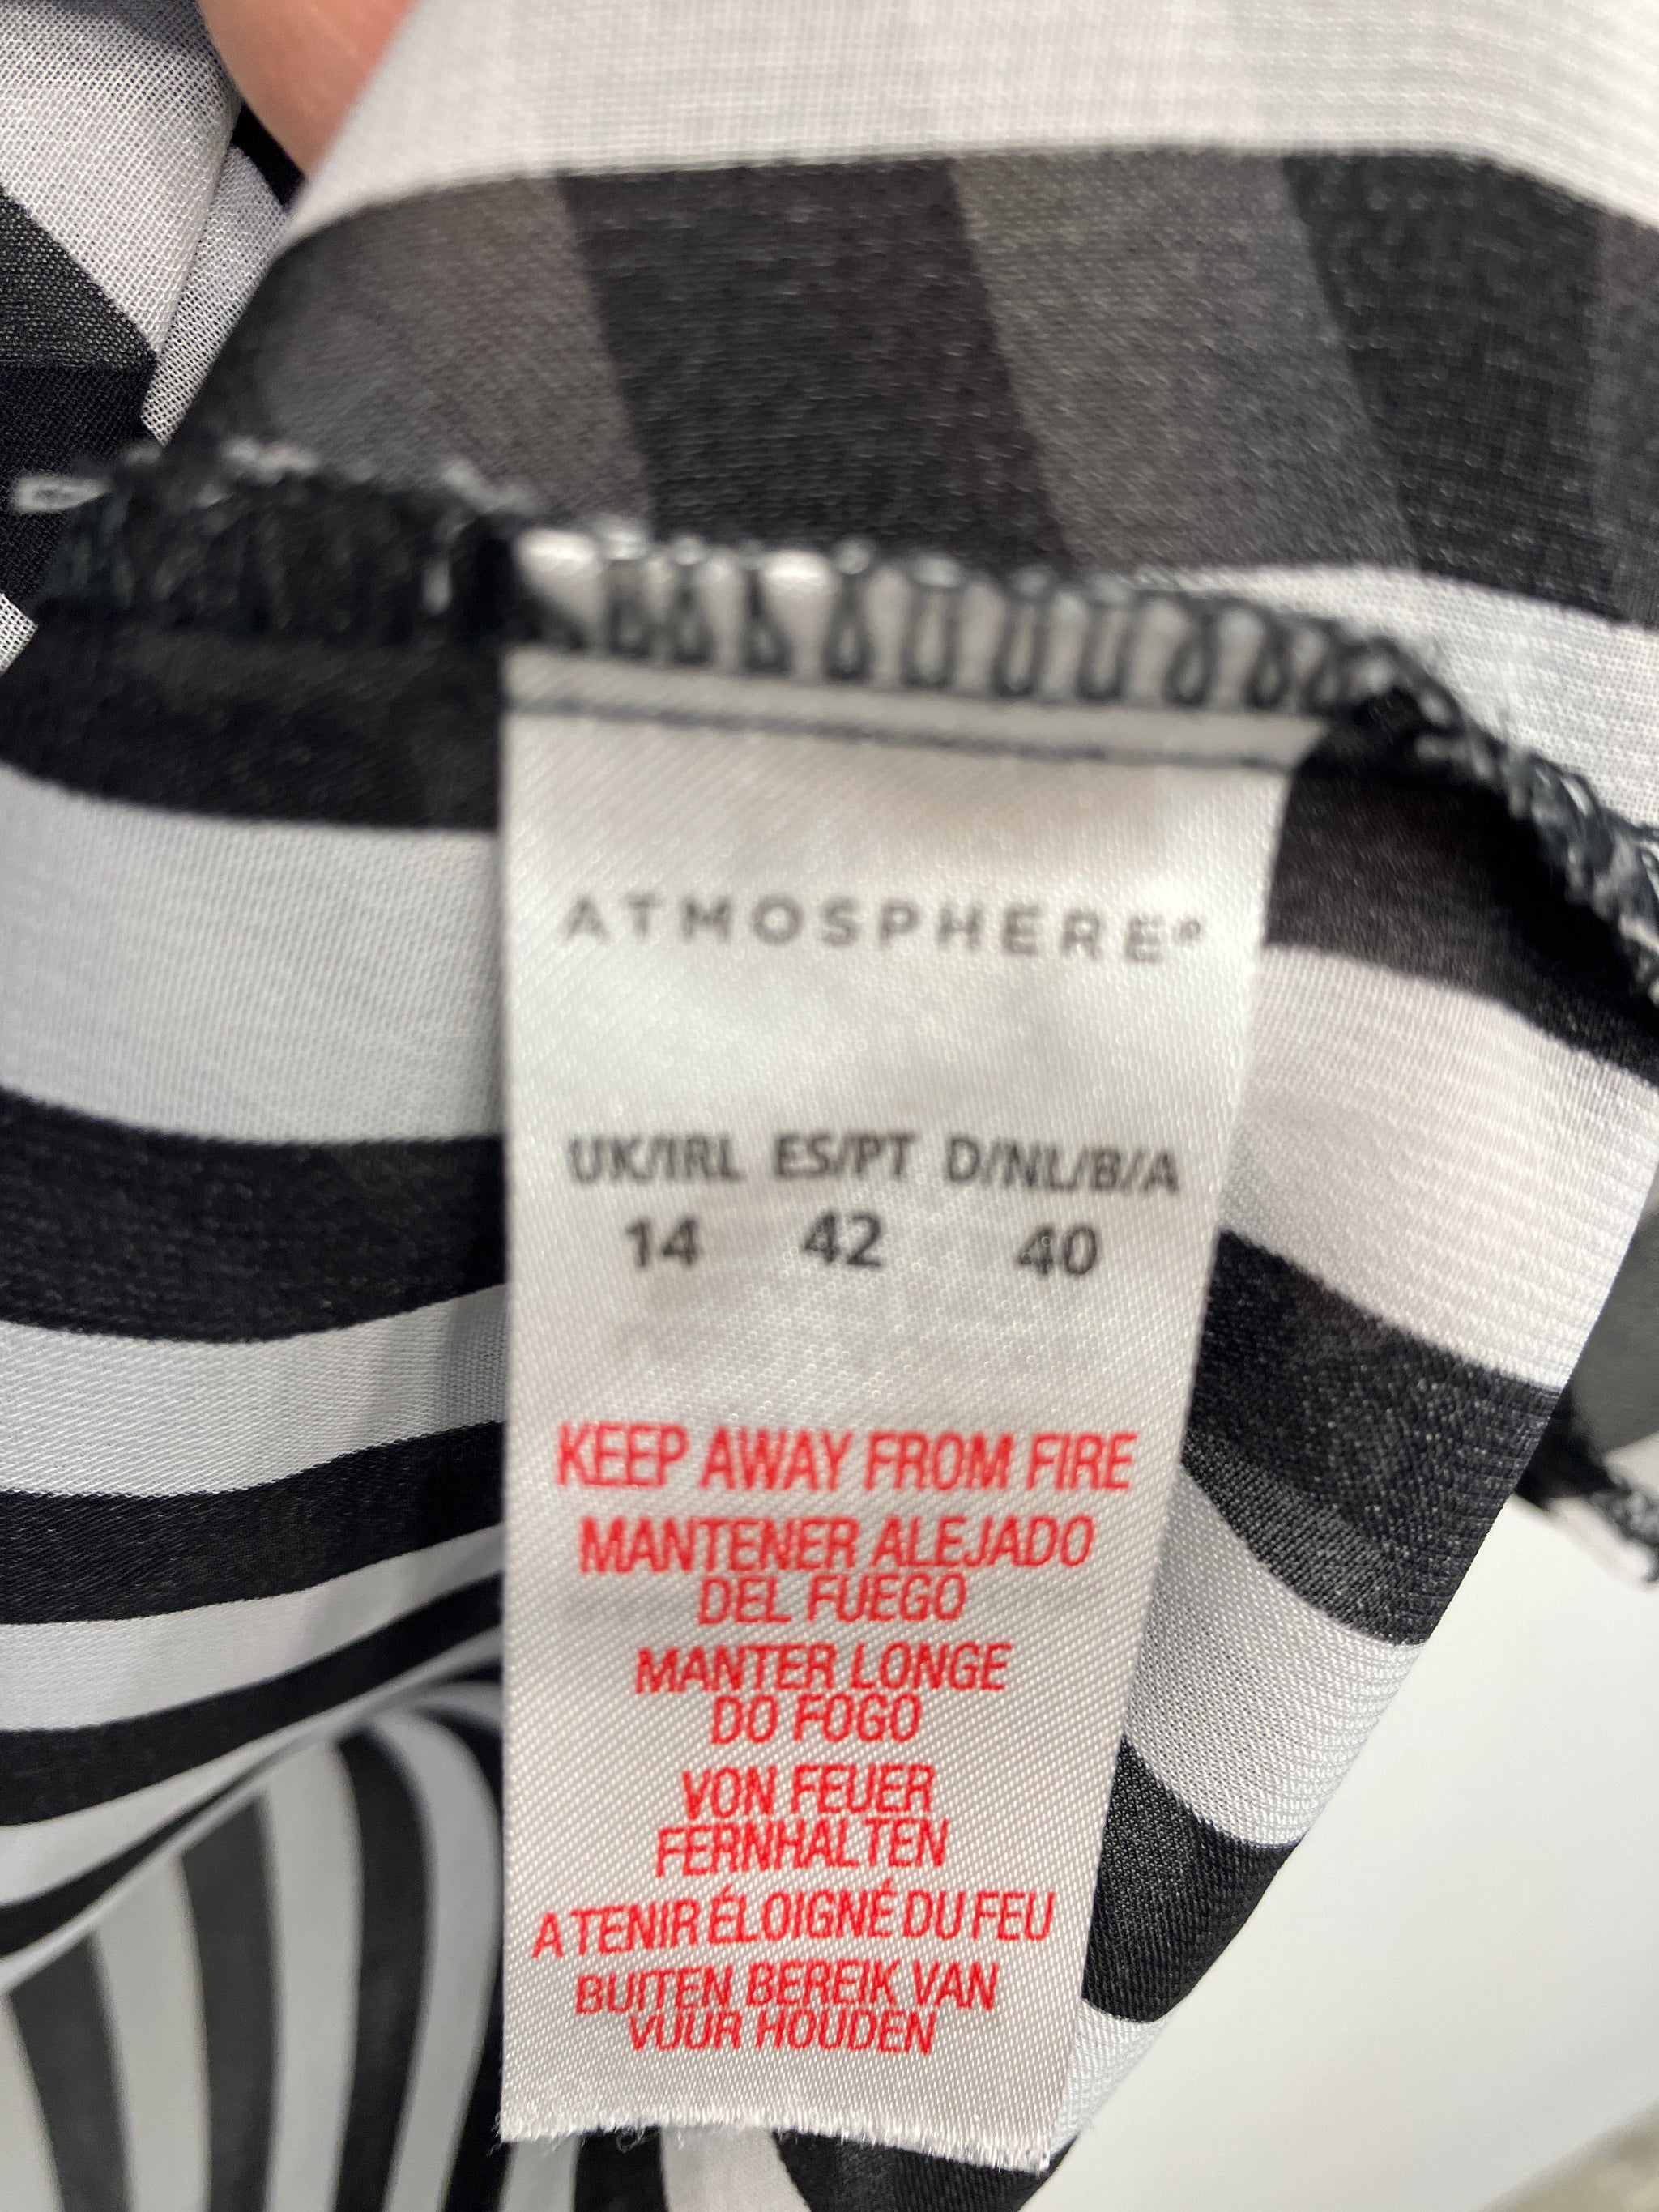 ATMOSPHERE®
UK/IRL ES/PT D/NL/B/A
14 42 40
KEEP AWAY FROM FIRE
MANTENER ALEJADO
DEL FUEGO
MANTER LONGE
DO FOGO
VON FEUER
FERNHALTEN
A TENIR ÉLOIGNÉ DU FEU
BUITEN BEREIK VAN
VUUR HOUDEN